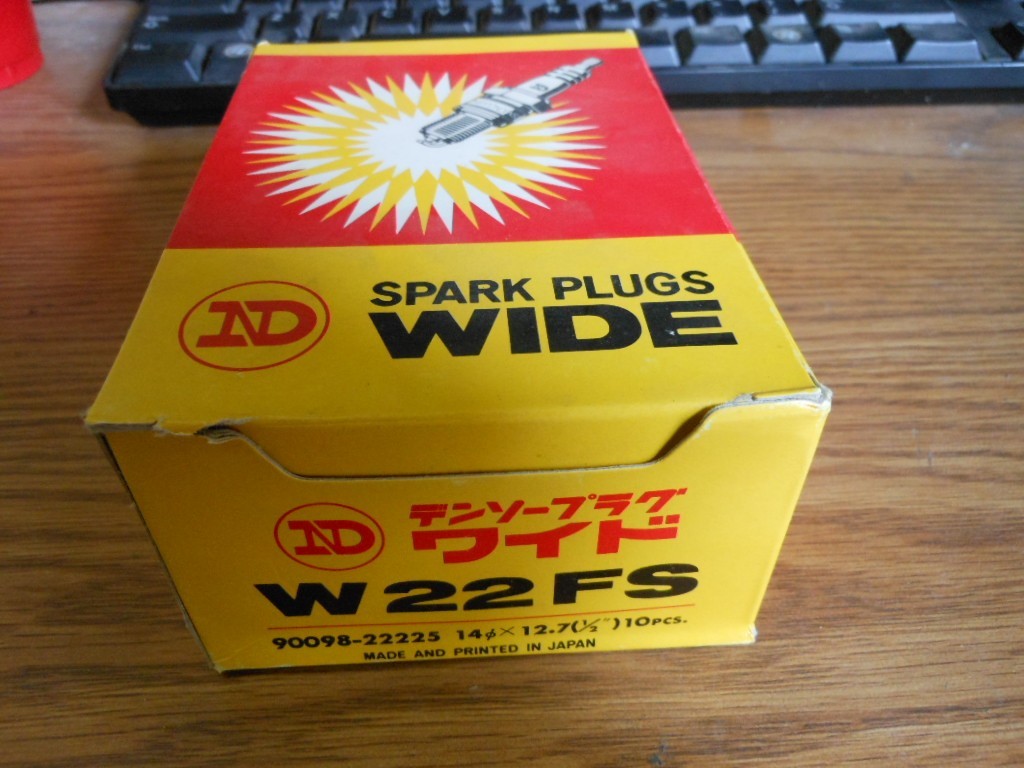 ND
SPARK PLUGS
WIDE
ND
デンソープラグ
ワイド
W22FS
90098-22225 14φ×12.7(½") 10PCS.
MADE AND PRINTED IN JAPAN